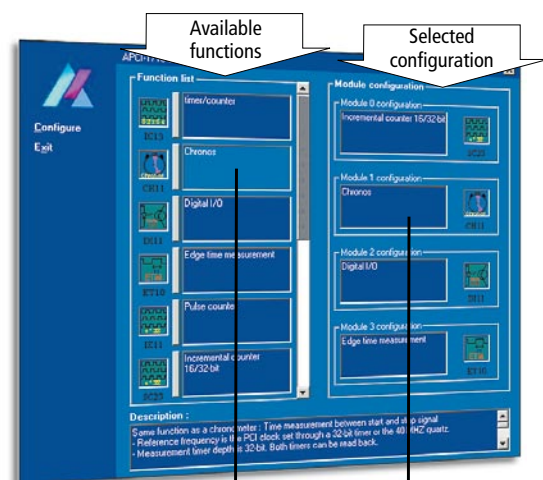 Available
functions
Selected
configuration
Configure
Exit
Function list
timer/counter
Chronos
CH11
Digital I/O
DI11
Edge time measurement
ET10
Pulse counter
Incremental counter
16/32-bit
IC23
Module configuration
Module 0 configuration
Incremental counter 16/32-bit
IC23
Module 1 configuration
Chronos
CH11
Module 2 configuration
Digital I/O
DI11
Module 3 configuration
Edge time measurement
ET10
Description :
Same function as a chronometer : Time measurement between start and stop signal
- Reference frequency is the PCI clock set through a 32-bit timer or the 40 MHZ quartz.
- Measurement timer depth is 32-bit. Both timers can be read back.